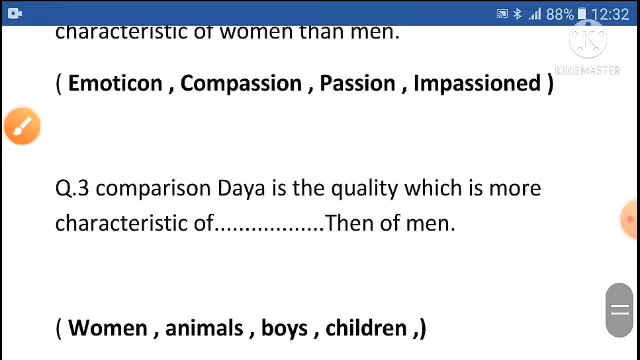 88% 12:32
characteristic of women than men.
KINEMASTER
( Emoticon , Compassion , Passion , Impassioned )
Q.3 comparison Daya is the quality which is more
characteristic of...................Then of men.
( Women , animals , boys , children ,)